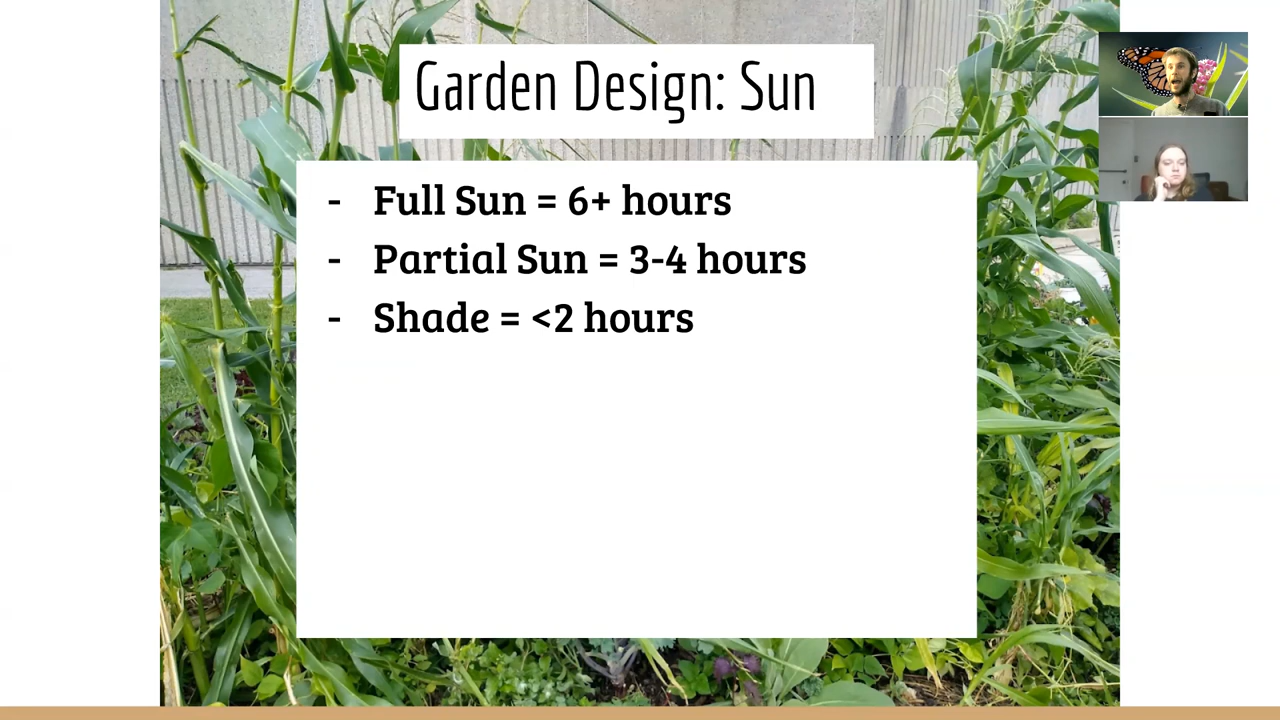 Garden Design: Sun
- Full Sun = 6+ hours
- Partial Sun = 3-4 hours
- Shade = <2 hours